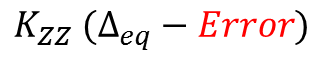 K_ZZ (Δ_eq − Error)